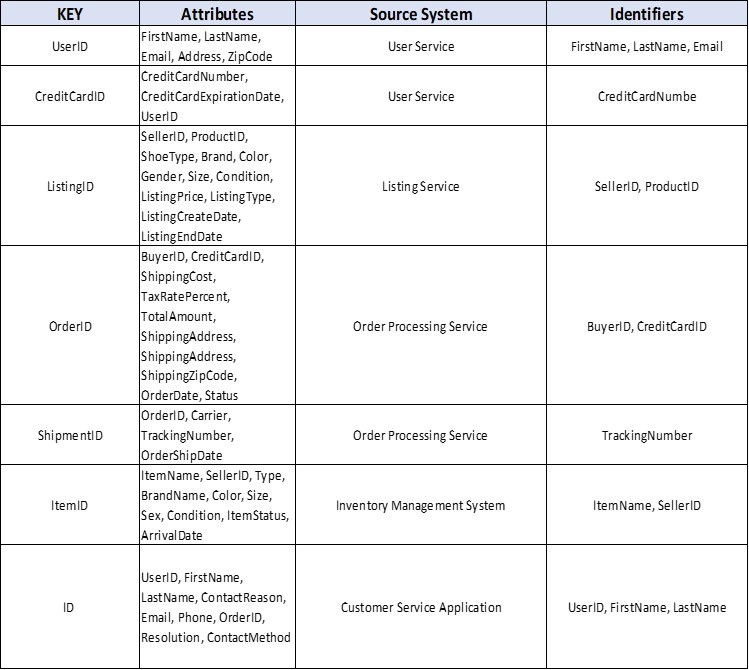 KEY Attributes Source System Identifiers
UserID
FirstName, LastName,
Email, Address, ZipCode
User Service
FirstName, LastName, Email
CreditCardID
CreditCardNumber,
CreditCardExpirationDate,
UserID
User Service
CreditCardNumbe
ListingID
SellerID, ProductID,
ShoeType, Brand, Color,
Gender, Size, Condition,
ListingPrice, ListingType,
ListingCreateDate,
ListingEndDate
Listing Service
SellerID, ProductID
OrderID
BuyerID, CreditCardID,
ShippingCost,
TaxRatePercent,
TotalAmount,
ShippingAddress,
ShippingAddress,
ShippingZipCode,
OrderDate, Status
Order Processing Service
BuyerID, CreditCardID
ShipmentID
OrderID, Carrier,
TrackingNumber,
OrderShipDate
Order Processing Service
TrackingNumber
ItemID
ItemName, SellerID, Type,
BrandName, Color, Size,
Sex, Condition, ItemStatus,
ArrivalDate
Inventory Management System
ItemName, SellerID
ID
UserID, FirstName,
LastName, ContactReason,
Email, Phone, OrderID,
Resolution, ContactMethod
Customer Service Application
UserID, FirstName, LastName